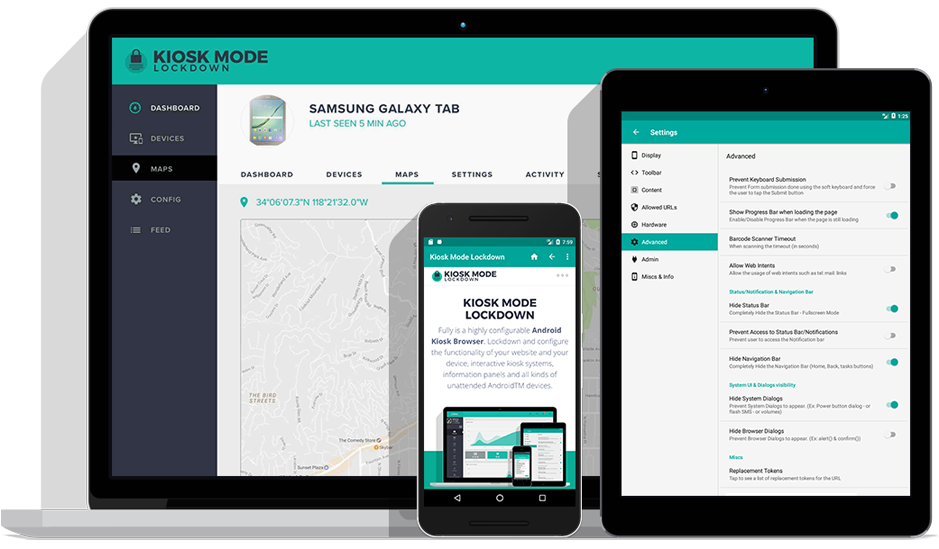 KIOSK MODE
LOCKDOWN
DASHBOARD
DEVICES
MAPS
CONFIG
FEED
SAMSUNG GALAXY TAB
LAST SEEN 5 MIN AGO
DASHBOARD
DEVICES
MAPS
SETTINGS
ACTIVITY
S
34°06'07.3"N 118°21'32.0"W
THE BIRD
STREETS
The Comedy Store
Skybar
Sunset Plaza
7:59
Kiosk Mode Lockdown
KIOSK MODE
LOCKDOWN
KIOSK MODE
LOCKDOWN
Fully is a highly configurable Android
Kiosk Browser. Lockdown and configure
the functionality of your website and your
device, interactive kiosk systems,
information panels and all kinds of
unattended AndroidTM devices.
1:25
Settings
Display
Toolbar
Content
Allowed URLs
Hardware
Advanced
Admin
Miscs & Info
Advanced
Prevent Keyboard Submission
Prevent Form submission done using the soft keyboard and force
the user to tap the Submit button
Show Progress Bar when loading the page
Enable/Disable Progress Bar when the page is still loading
Barcode Scanner Timeout
When scanning the timeout (in seconds)
Allow Web Intents
Allow the usage of web intents such as tel: mail: links
Status/Notification & Navigation Bar
Hide Status Bar
Completely Hide the Status Bar - Fullscreen Mode
Prevent Access to Status Bar/Notifications
Prevent user to access the Notification bar
Hide Navigation Bar
Completely Hide the Navigation Bar (Home, Back, tasks buttons)
System UI & Dialogs visibility
Hide System Dialogs
Prevent System Dialogs to appear. (Ex: Power button dialog - or
flash SMS - or volumes)
Hide Browser Dialogs
Prevent Browser Dialogs to appear. (Ex: alert() & confirm())
Miscs
Replacement Tokens
Tap to see a list of replacement tokens for the URL